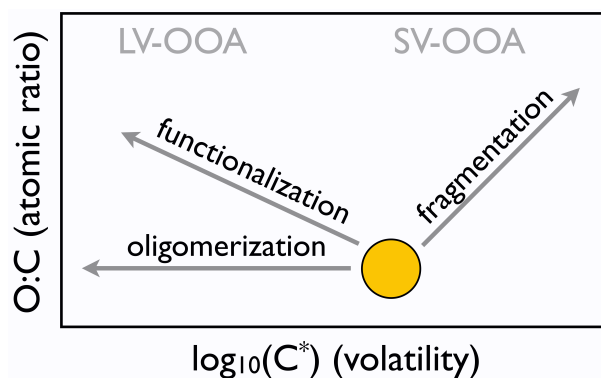 LV-OOA SV-OOA
functionalization
fragmentation
oligomerization
O:C (atomic ratio)
log₁₀(C*) (volatility)